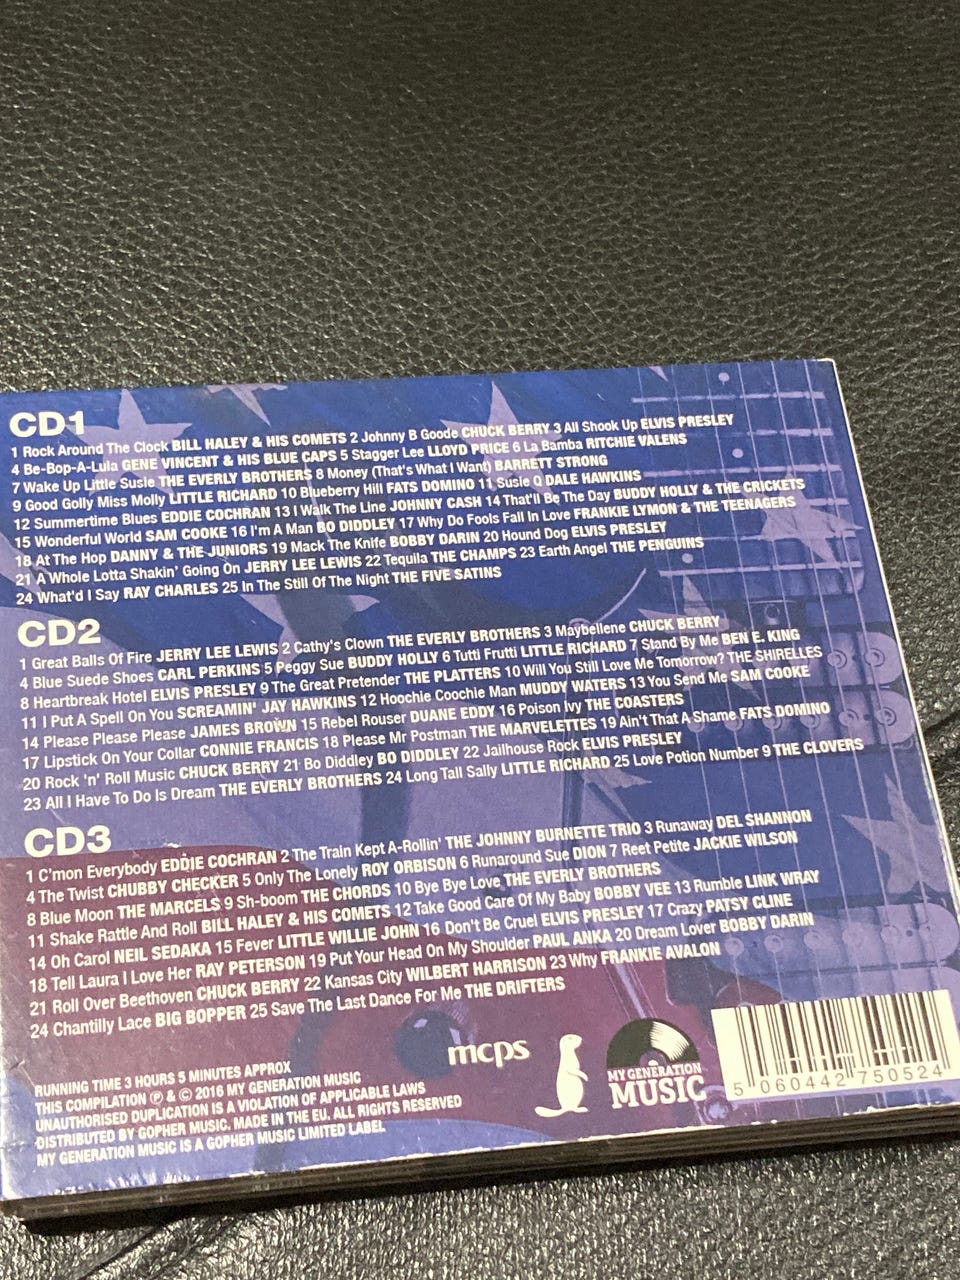 CD1
1 Rock Around The Clock BILL HALEY & HIS COMETS 2 Johnny B Goode CHUCK BERRY 3 All Shook Up ELVIS PRESLEY
4 Be-Bop-A-Lula GENE VINCENT & HIS BLUE CAPS 5 Stagger Lee LLOYD PRICE 6 La Bamba RITCHIE VALENS
7 Wake Up Little Susie THE EVERLY BROTHERS 8 Money (That's What I Want) BARRETT STRONG
9 Good Golly Miss Molly LITTLE RICHARD 10 Blueberry Hill FATS DOMINO 11 Susie Q DALE HAWKINS
12 Summertime Blues EDDIE COCHRAN 13 I Walk The Line JOHNNY CASH 14 That'll Be The Day BUDDY HOLLY & THE CRICKETS
15 Wonderful World SAM COOKE 16 I'm A Man BO DIDDLEY 17 Why Do Fools Fall In Love FRANKIE LYMON & THE TEENAGERS
18 At The Hop DANNY & THE JUNIORS 19 Mack The Knife BOBBY DARIN 20 Hound Dog ELVIS PRESLEY
21 A Whole Lotta Shakin' Going On JERRY LEE LEWIS 22 Tequila THE CHAMPS 23 Earth Angel THE PENGUINS
24 What'd I Say RAY CHARLES 25 In The Still Of The Night THE FIVE SATINS
CD2
1 Great Balls Of Fire JERRY LEE LEWIS 2 Cathy's Clown THE EVERLY BROTHERS 3 Maybellene CHUCK BERRY
4 Blue Suede Shoes CARL PERKINS 5 Peggy Sue BUDDY HOLLY 6 Tutti Frutti LITTLE RICHARD 7 Stand By Me BEN E. KING
8 Heartbreak Hotel ELVIS PRESLEY 9 The Great Pretender THE PLATTERS 10 Will You Still Love Me Tomorrow? THE SHIRELLES
11 I Put A Spell On You SCREAMIN' JAY HAWKINS 12 Hoochie Coochie Man MUDDY WATERS 13 You Send Me SAM COOKE
14 Please Please Please JAMES BROWN 15 Rebel Rouser DUANE EDDY 16 Poison Ivy THE COASTERS
17 Lipstick On Your Collar CONNIE FRANCIS 18 Please Mr Postman THE MARVELETTES 19 Ain't That A Shame FATS DOMINO
20 Rock 'n' Roll Music CHUCK BERRY 21 Bo Diddley BO DIDDLEY 22 Jailhouse Rock ELVIS PRESLEY
23 All I Have To Do Is Dream THE EVERLY BROTHERS 24 Long Tall Sally LITTLE RICHARD 25 Love Potion Number 9 THE CLOVERS
CD3
1 C'mon Everybody EDDIE COCHRAN 2 The Train Kept A-Rollin' THE JOHNNY BURNETTE TRIO 3 Runaway DEL SHANNON
4 The Twist CHUBBY CHECKER 5 Only The Lonely ROY ORBISON 6 Runaround Sue DION 7 Reet Petite JACKIE WILSON
8 Blue Moon THE MARCELS 9 Sh-boom THE CHORDS 10 Bye Bye Love THE EVERLY BROTHERS
11 Shake Rattle And Roll BILL HALEY & HIS COMETS 12 Take Good Care Of My Baby BOBBY VEE 13 Rumble LINK WRAY
14 Oh Carol NEIL SEDAKA 15 Fever LITTLE WILLIE JOHN 16 Don't Be Cruel ELVIS PRESLEY 17 Crazy PATSY CLINE
18 Tell Laura I Love Her RAY PETERSON 19 Put Your Head On My Shoulder PAUL ANKA 20 Dream Lover BOBBY DARIN
21 Roll Over Beethoven CHUCK BERRY 22 Kansas City WILBERT HARRISON 23 Why FRANKIE AVALON
24 Chantilly Lace BIG BOPPER 25 Save The Last Dance For Me THE DRIFTERS
RUNNING TIME 3 HOURS 5 MINUTES APPROX
THIS COMPILATION ℗ & © 2016 MY GENERATION MUSIC
UNAUTHORISED DUPLICATION IS A VIOLATION OF APPLICABLE LAWS
DISTRIBUTED BY GOPHER MUSIC. MADE IN THE EU. ALL RIGHTS RESERVED
MY GENERATION MUSIC IS A GOPHER MUSIC LIMITED LABEL
mcps
MY GENERATION
MUSIC
5 060442 750524